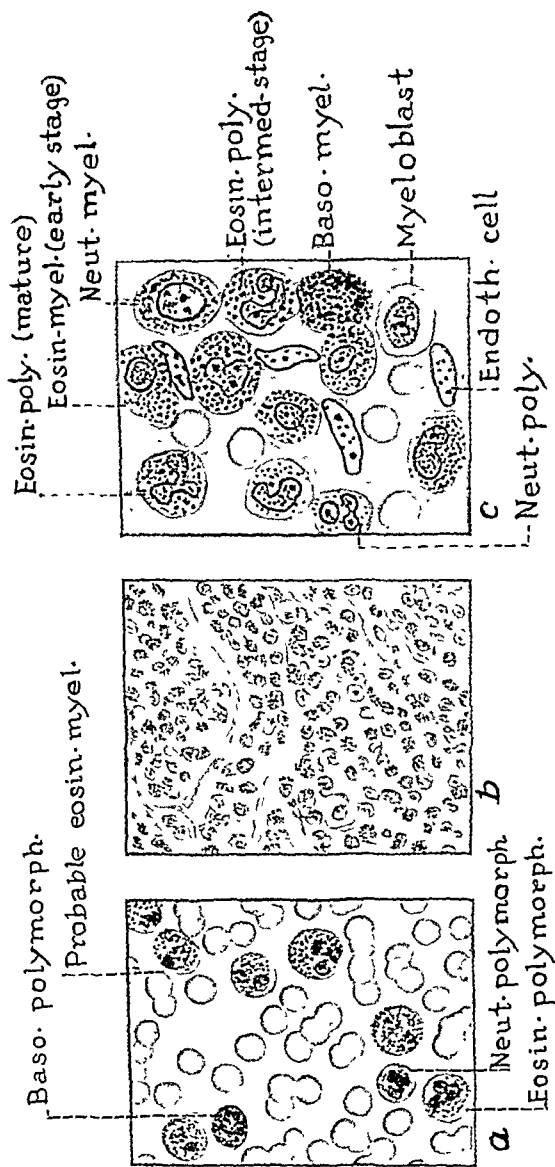 Baso. polymorph.
Probable eosin. myel.
a
Neut. polymorph.
Eosin. polymorph.
b
Eosin. poly. (mature)
Eosin-myel. (early stage)
Neut. myel.
Eosin. poly.
(intermed-stage)
Baso. myel.
Myeloblast
Endoth. cell
c
Neut. poly.